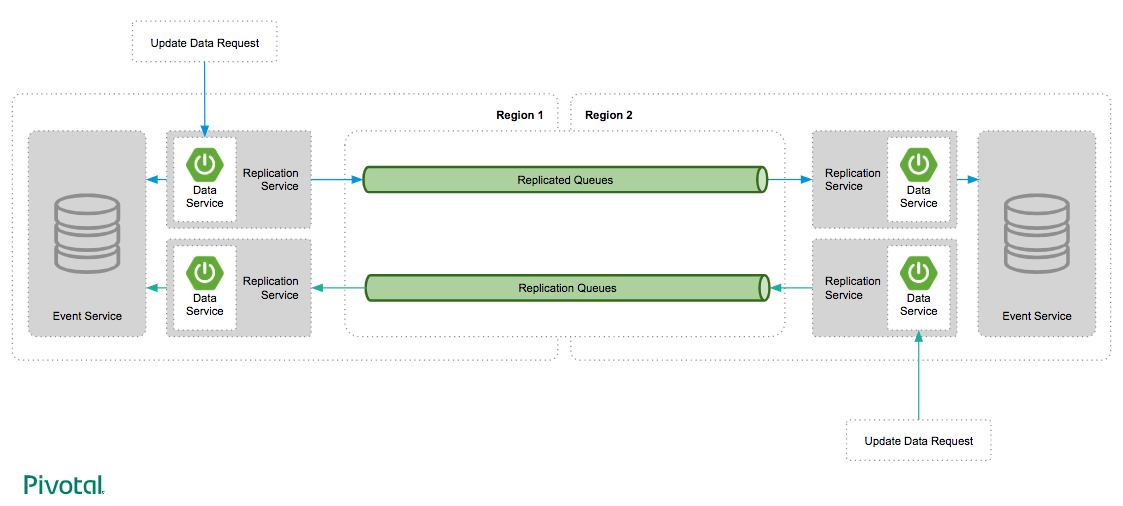 Update Data Request
Region 1
Region 2
Data
Service
Replication
Service
Replicated Queues
Replication
Service
Data
Service
Event Service
Data
Service
Replication
Service
Replication Queues
Replication
Service
Data
Service
Event Service
Update Data Request
Pivotal